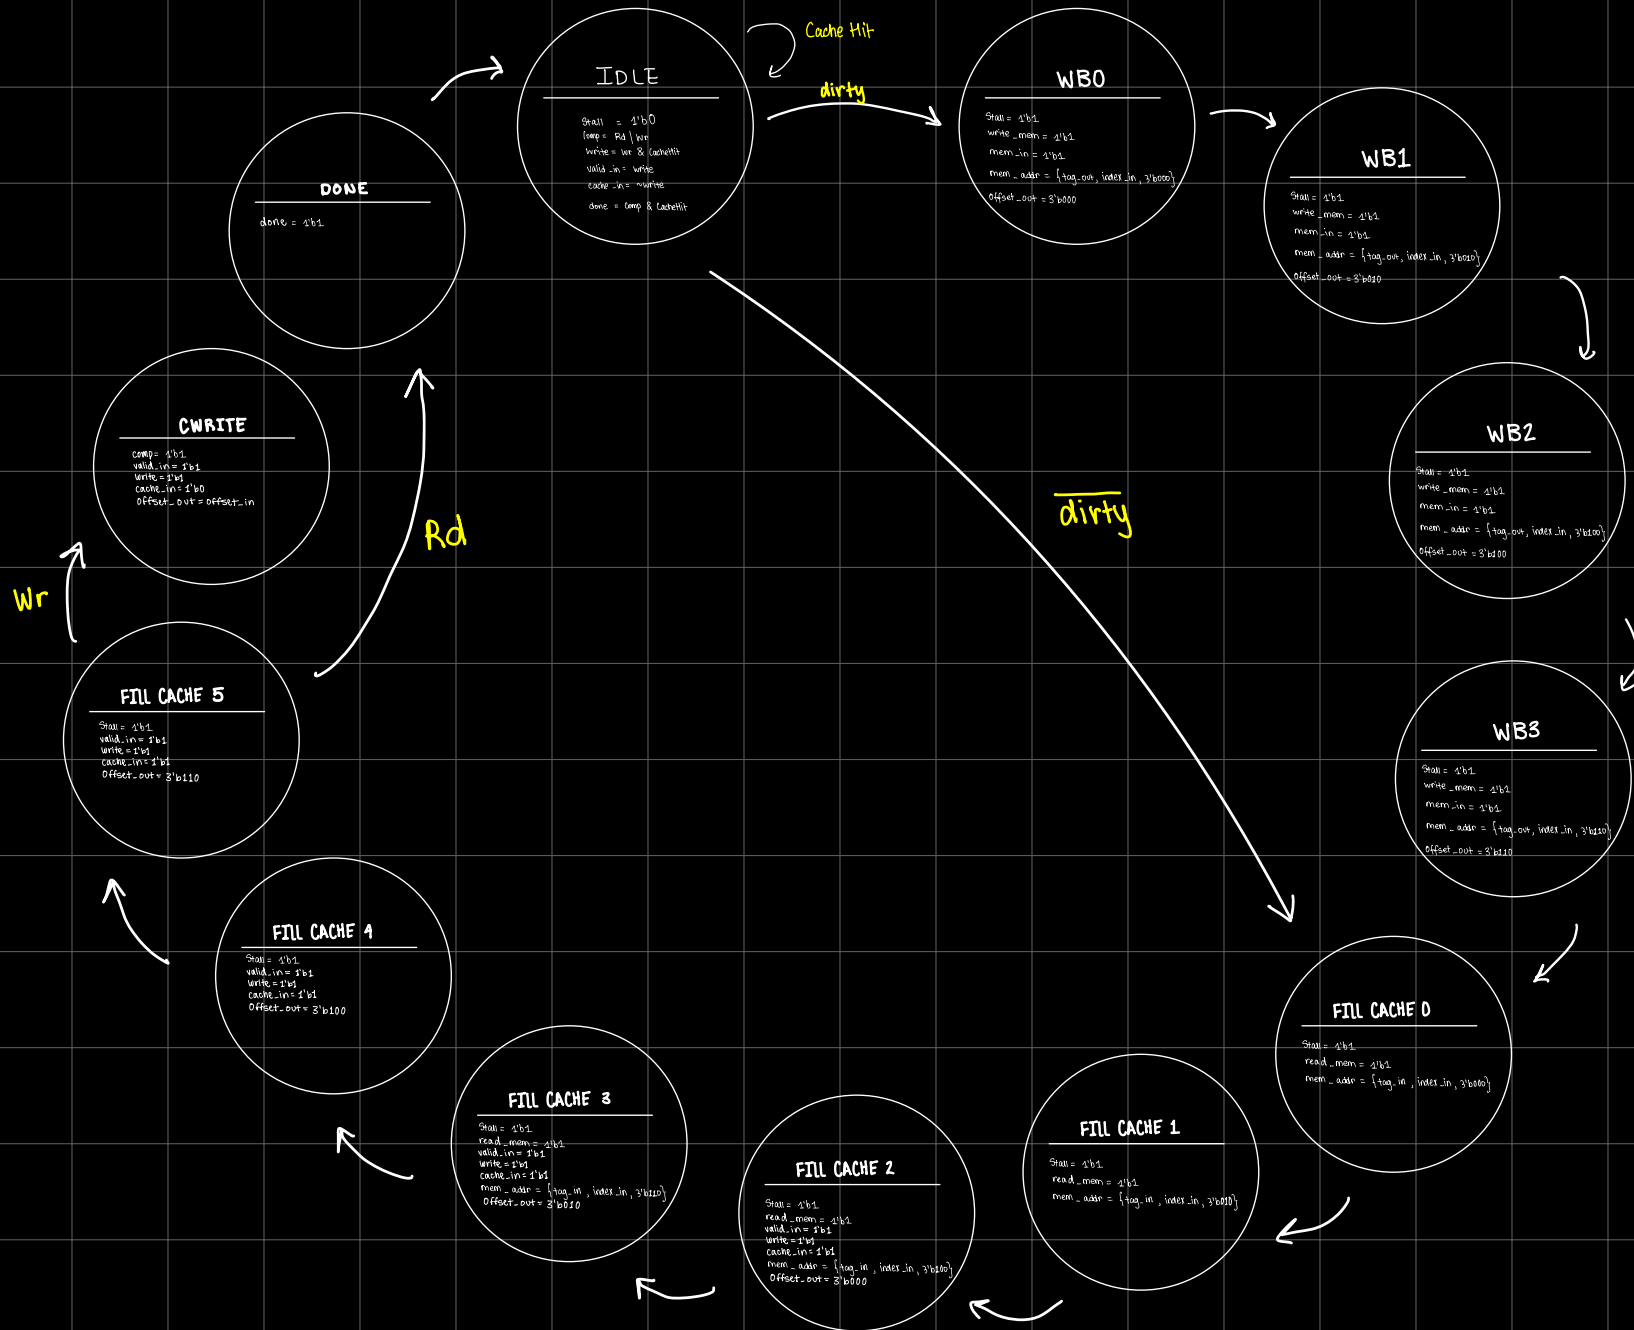 Cache Hit
IDLE
Stall = 1'b0
Comp = Rd | Wr
write = Wr & CacheHit
valid_in = write
cache_in = ~write
done = Comp & CacheHit
dirty
WB0
Stall = 1'b1
write_mem = 1'b1
mem_in = 1'b1
mem_addr = {tag_out, index_in, 3'b000}
Offset_out = 3'b000
WB1
Stall = 1'b1
write_mem = 1'b1
mem_in = 1'b1
mem_addr = {tag_out, index_in, 3'b010}
Offset_out = 3'b010
WB2
Stall = 1'b1
write_mem = 1'b1
mem_in = 1'b1
mem_addr = {tag_out, index_in, 3'b100}
Offset_out = 3'b100
WB3
Stall = 1'b1
write_mem = 1'b1
mem_in = 1'b1
mem_addr = {tag_out, index_in, 3'b110}
Offset_out = 3'b110
dirty
FILL CACHE 0
Stall = 1'b1
read_mem = 1'b1
mem_addr = {tag_in, index_in, 3'b000}
FILL CACHE 1
Stall = 1'b1
read_mem = 1'b1
mem_addr = {tag_in, index_in, 3'b010}
FILL CACHE 2
Stall = 1'b1
read_mem = 1'b1
valid_in = 1'b1
write = 1'b1
cache_in = 1'b1
mem_addr = {tag_in, index_in, 3'b100}
Offset_out = 3'b000
FILL CACHE 3
Stall = 1'b1
read_mem = 1'b1
valid_in = 1'b1
write = 1'b1
cache_in = 1'b1
mem_addr = {tag_in, index_in, 3'b110}
Offset_out = 3'b010
FILL CACHE 4
Stall = 1'b1
valid_in = 1'b1
write = 1'b1
cache_in = 1'b1
Offset_out = 3'b100
FILL CACHE 5
Stall = 1'b1
valid_in = 1'b1
write = 1'b1
cache_in = 1'b1
Offset_out = 3'b110
Wr
Rd
CWRITE
comp = 1'b1
valid_in = 1'b1
write = 1'b1
cache_in = 1'b0
Offset_out = offset_in
DONE
done = 1'b1